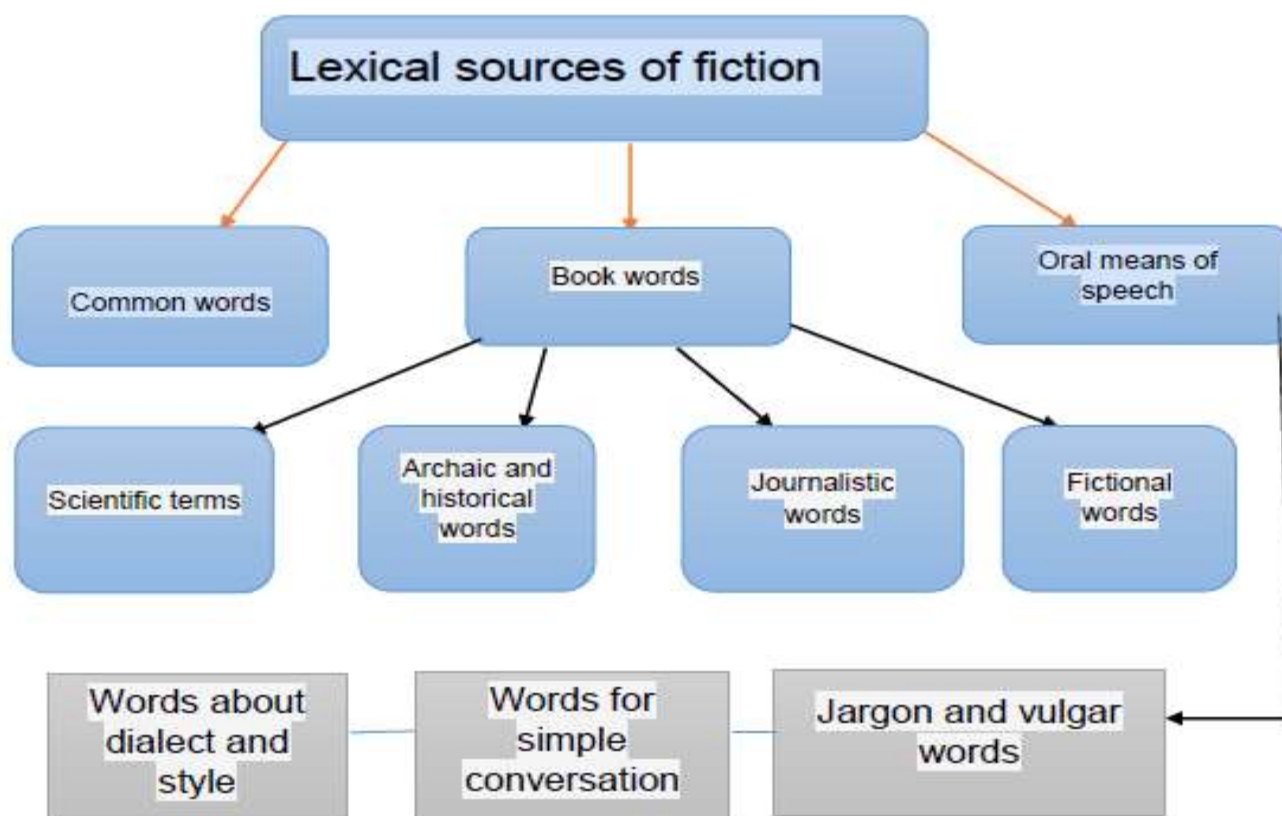 Lexical sources of fiction
Common words
Book words
Oral means of
speech
Scientific terms
Archaic and
historical
words
Journalistic
words
Fictional
words
Words about
dialect and
style
Words for
simple
conversation
Jargon and vulgar
words